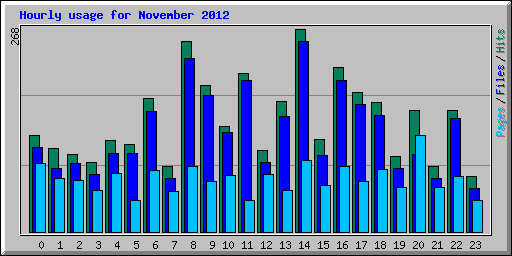 Hourly usage for November 2012
268
Pages / Files / Hits
0 1 2 3 4 5 6 7 8 9 10 11 12 13 14 15 16 17 18 19 20 21 22 23